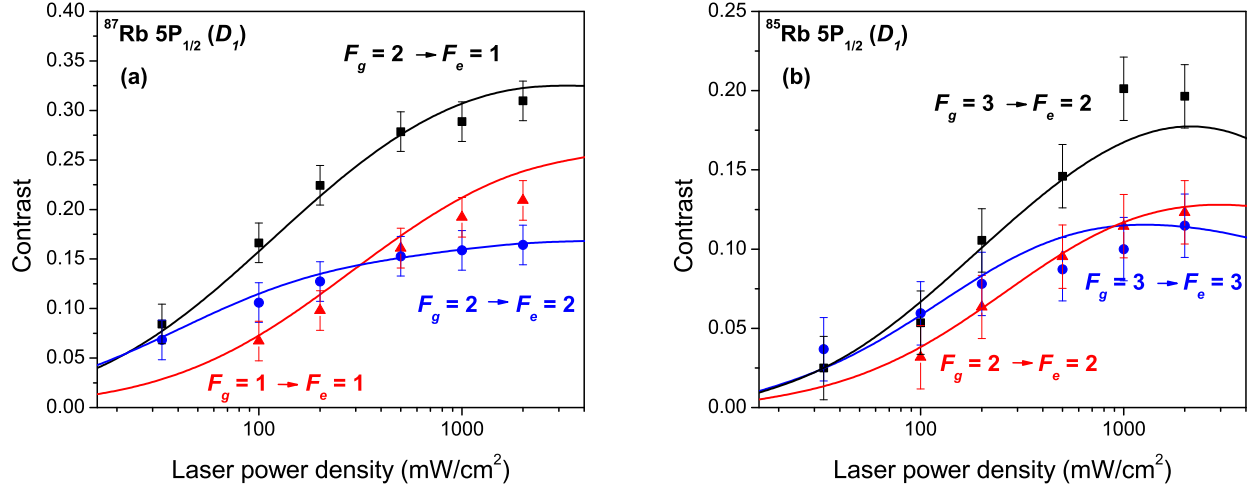 ⁸⁷Rb 5P₁/₂ (D₁)
(a)
Fg = 2 → Fe = 1
Fg = 2 → Fe = 2
Fg = 1 → Fe = 1
0.40
0.35
0.30
0.25
0.20
0.15
0.10
0.05
0.00
Contrast
100
1000
Laser power density (mW/cm²)
⁸⁵Rb 5P₁/₂ (D₁)
(b)
Fg = 3 → Fe = 2
Fg = 3 → Fe = 3
Fg = 2 → Fe = 2
0.25
0.20
0.15
0.10
0.05
0.00
Contrast
100
1000
Laser power density (mW/cm²)